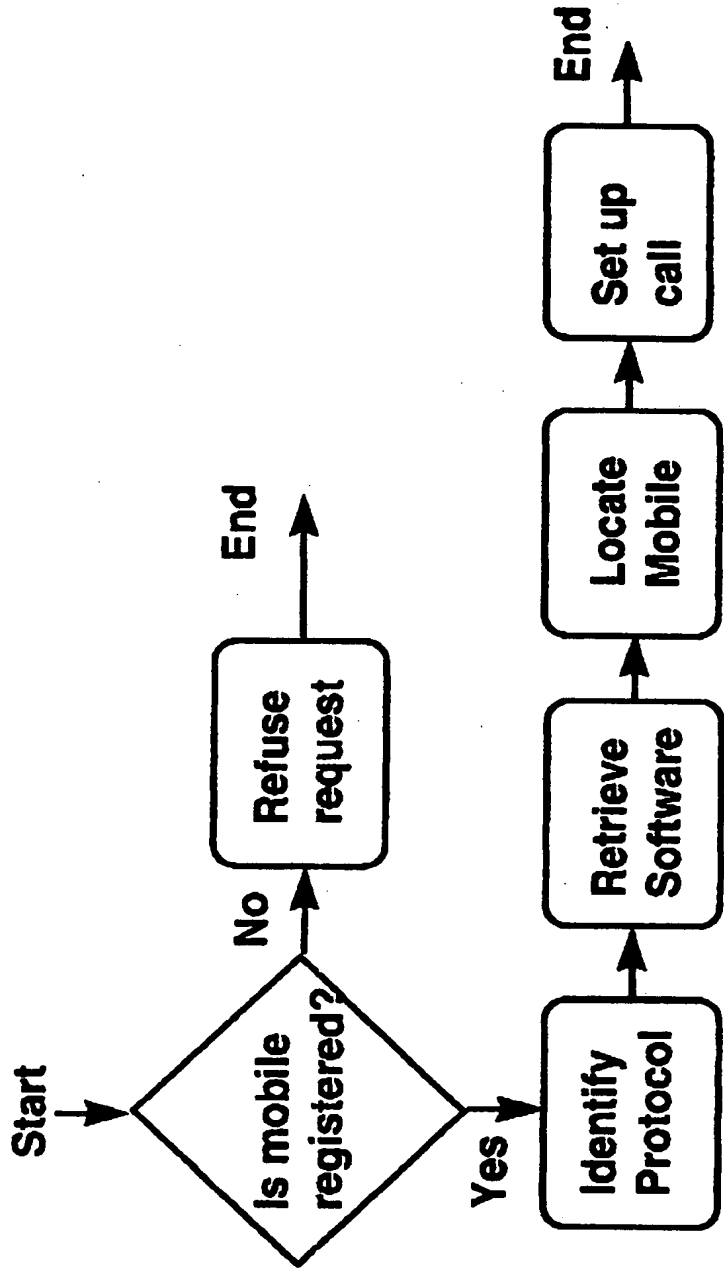 Start
Is mobile
registered?
No
Refuse
request
End
Yes
Identify
Protocol
Retrieve
Software
Locate
Mobile
Set up
call
End